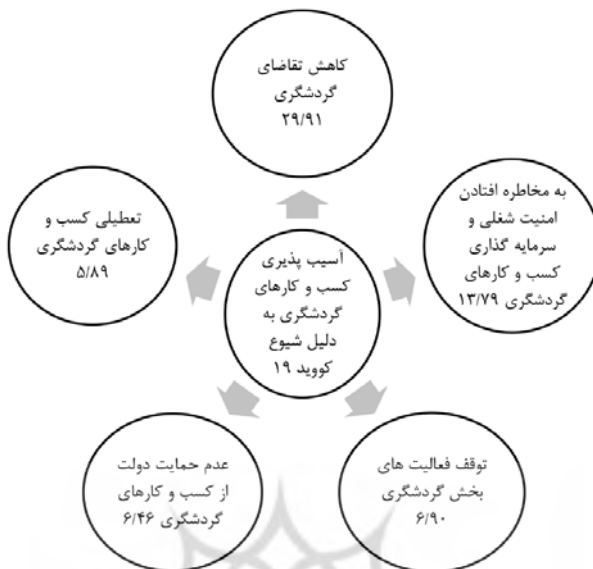 کاهش تقاضای
گردشگری
۲۹/۹۱
به مخاطره افتادن
امنیت شغلی و
سرمایه گذاری
کسب و کارهای
گردشگری ۱۳/۷۹
تعطیلی کسب و
کارهای گردشگری
۵/۸۹
آسیب پذیری
کسب و کارهای
گردشگری به
دلیل شیوع
کووید ۱۹
توقف فعالیت های
بخش گردشگری
۶/۹۰
عدم حمایت دولت
از کسب و کارهای
گردشگری ۶/۴۶